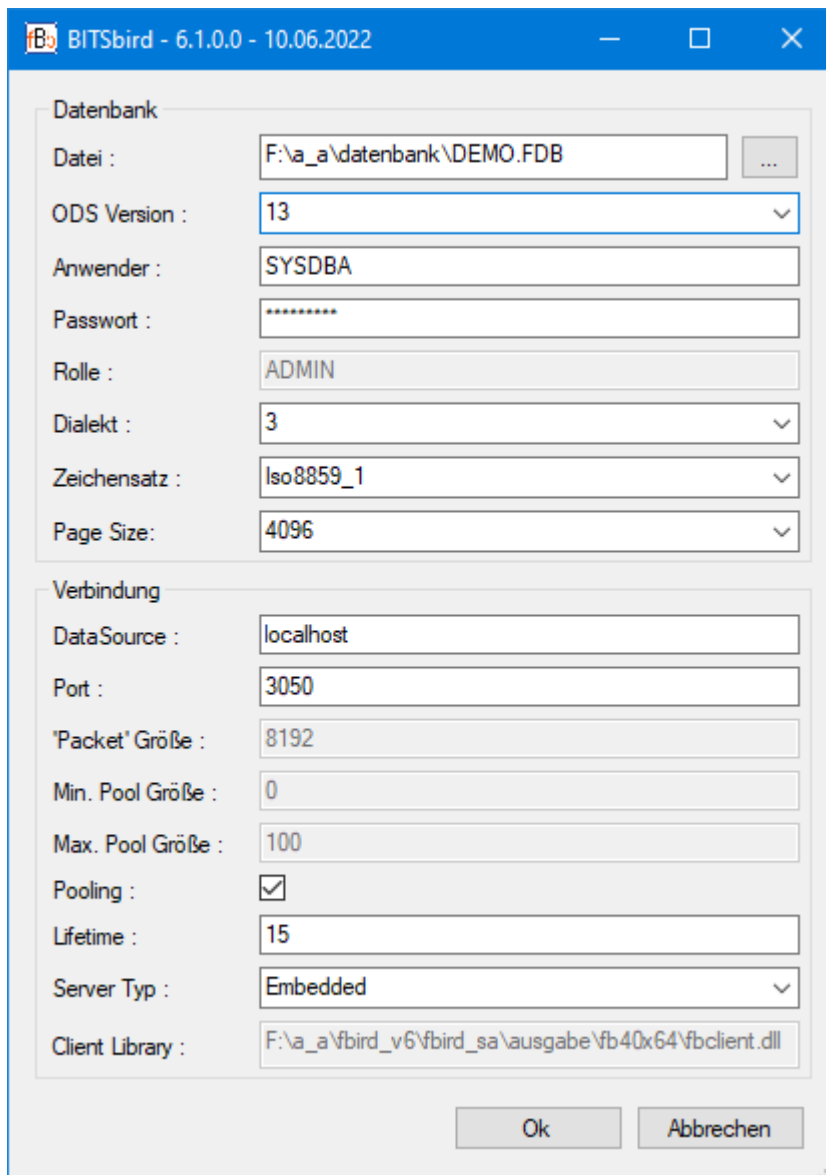 BITSbird - 6.1.0.0 - 10.06.2022
Datenbank
Datei : F:\a_a\datenbank\DEMO.FDB ...
ODS Version : 13
Anwender : SYSDBA
Passwort : *********
Rolle : ADMIN
Dialekt : 3
Zeichensatz : Iso8859_1
Page Size: 4096
Verbindung
DataSource : localhost
Port : 3050
'Packet' Größe : 8192
Min. Pool Größe : 0
Max. Pool Größe : 100
Pooling :
Lifetime : 15
Server Typ : Embedded
Client Library : F:\a_a\fbird_v6\fbird_sa\ausgabe\fb40x64\fbclient.dll
Ok Abbrechen